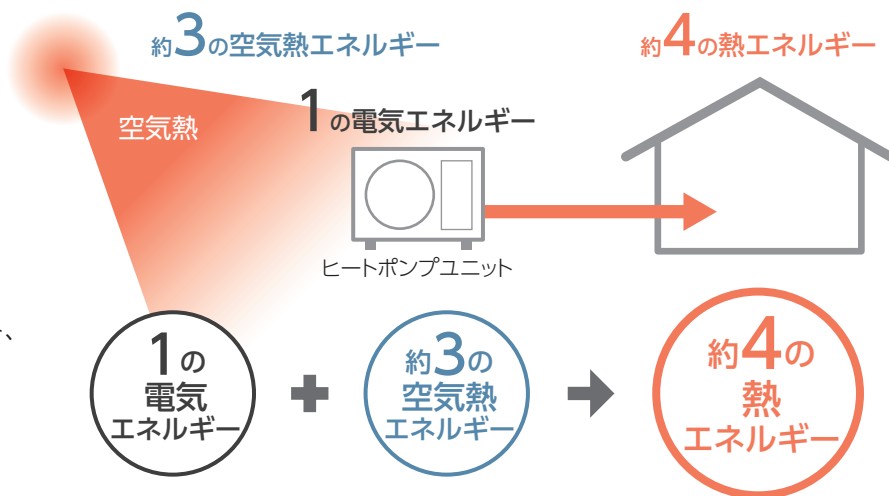 約3の空気熱エネルギー
約4の熱エネルギー
空気熱
1の電気エネルギー
ヒートポンプユニット
、
1の
電気
エネルギー
+
約3の
空気熱
エネルギー
約4の
熱
エネルギー